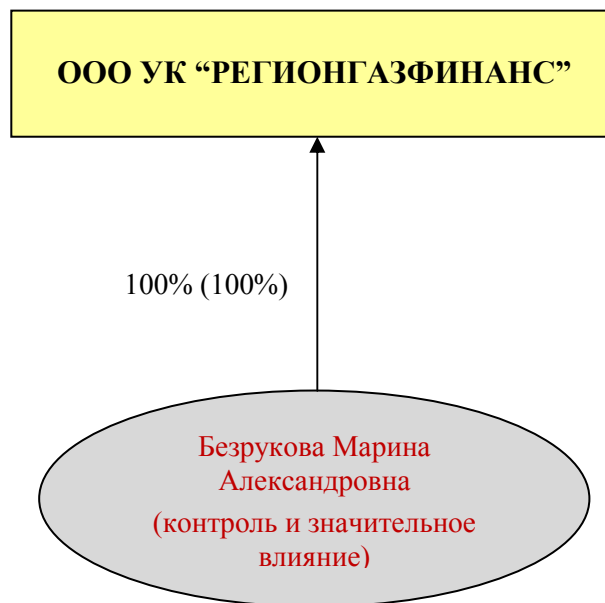 ООО УК “РЕГИОНГАЗФИНАНС”
100% (100%)
Безрукова Марина
Александровна
(контроль и значительное
влияние)